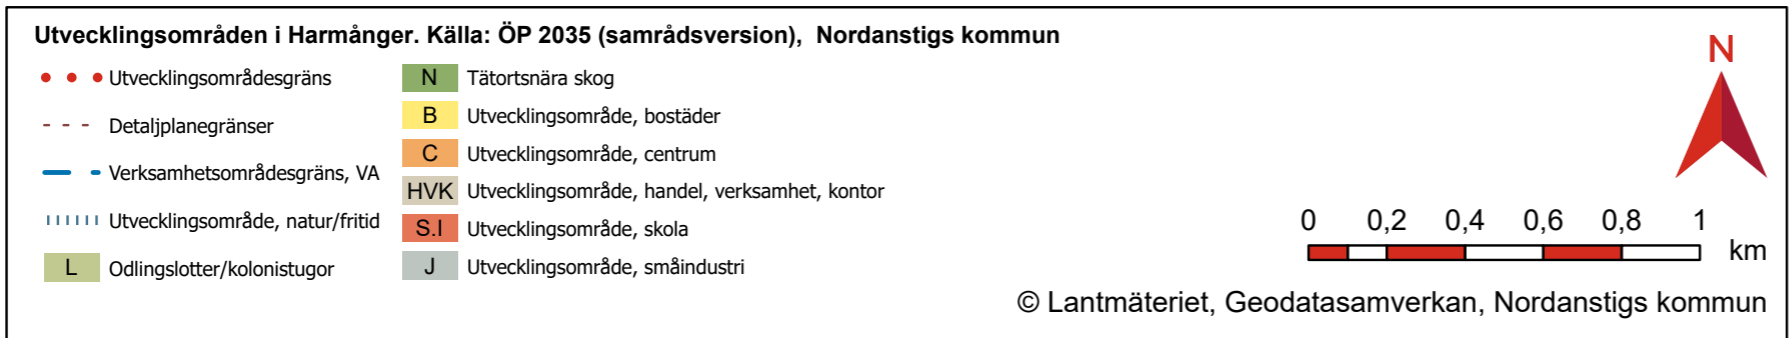 Utvecklingsområden i Harmånger. Källa: ÖP 2035 (samrådsversion), Nordanstigs kommun
Utvecklingsområdesgräns
Detaljplanegränser
Verksamhetsområdesgräns, VA
Utvecklingsområde, natur/fritid
L Odlingslotter/kolonistugor
N Tätortsnära skog
B Utvecklingsområde, bostäder
C Utvecklingsområde, centrum
HVK Utvecklingsområde, handel, verksamhet, kontor
S.I Utvecklingsområde, skola
J Utvecklingsområde, småindustri
N
0 0,2 0,4 0,6 0,8 1
km
© Lantmäteriet, Geodatasamverkan, Nordanstigs kommun